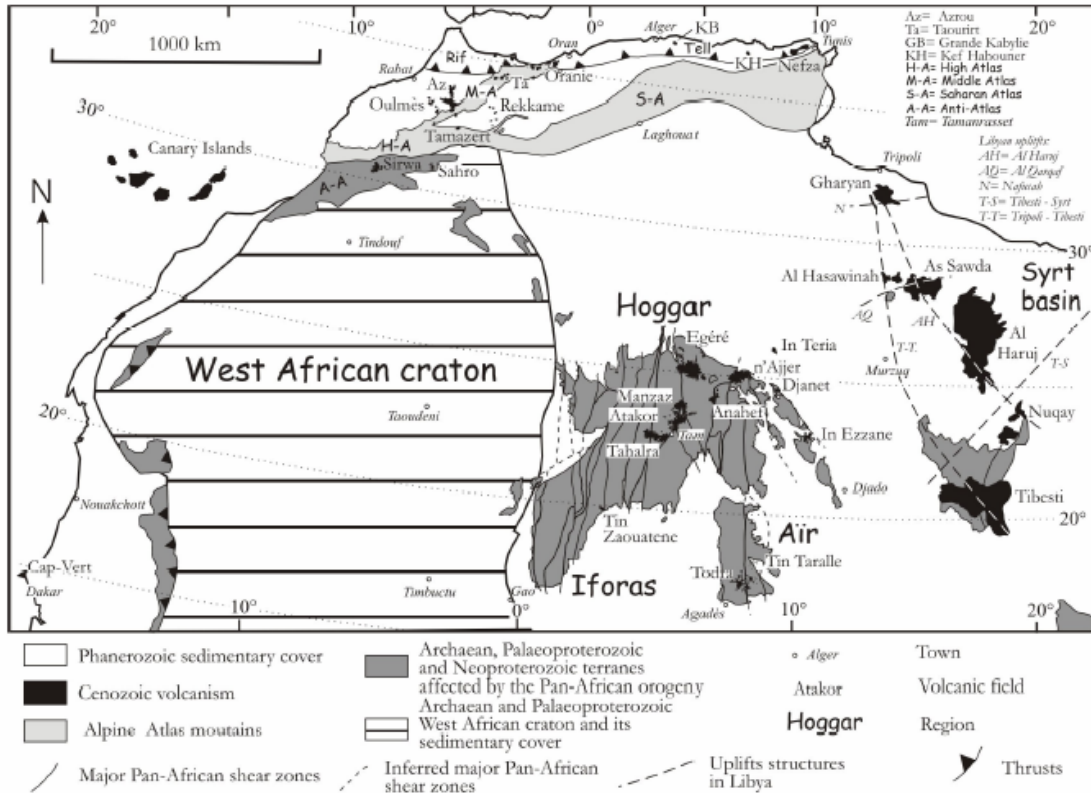 20°
10°
0°
10°
20°
1000 km
30°
20°
N
Canary Islands
Rabat
Rif
Az
Oulmès
M-A
Ta
Oran
Oranie
Rekkame
Tamazert
H-A
Sirwa
Sahro
A-A
Alger
KB
Tell
KH
Tunis
Nefza
S-A
Laghouat
Az= Azrou
Ta= Taourirt
GB= Grande Kabylie
KH= Kef Hahouner
H-A= High Atlas
M-A= Middle Atlas
S-A= Saharan Atlas
A-A= Anti-Atlas
Tam= Tamanrasset
Libyan uplifts:
AH= Al Haruj
AQ= Al Qarqaf
N= Nafusah
T-S= Tibesti - Syrt
T-T= Tripoli - Tibesti
Tripoli
Gharyan
N
30°
Tindouf
Al Hasawinah
As Sawda
Syrt
basin
AQ
AH
Al
Haruj
T-T.
T-S
Murzuq
Nuqay
Tibesti
20°
West African craton
Taoudeni
Hoggar
Egéré
In Teria
n'Ajjer
Djanet
Manzaz
Atakor
Anahef
Tam
Tahalra
In Ezzane
Djado
Tin
Zaouatene
Aïr
Tin Taralle
Todra
Iforas
Agadès
Nouakchott
Cap-Vert
Dakar
Timbuctu
Gao
10°
0°
10°
20°
Phanerozoic sedimentary cover
Cenozoic volcanism
Alpine Atlas moutains
Major Pan-African shear zones
Archaean, Palaeoproterozoic
and Neoproterozoic terranes
affected by the Pan-African orogeny
Archaean and Palaeoproterozoic
West African craton and its
sedimentary cover
Inferred major Pan-African
shear zones
Alger
Town
Atakor
Volcanic field
Hoggar
Region
Uplifts structures
in Libya
Thrusts